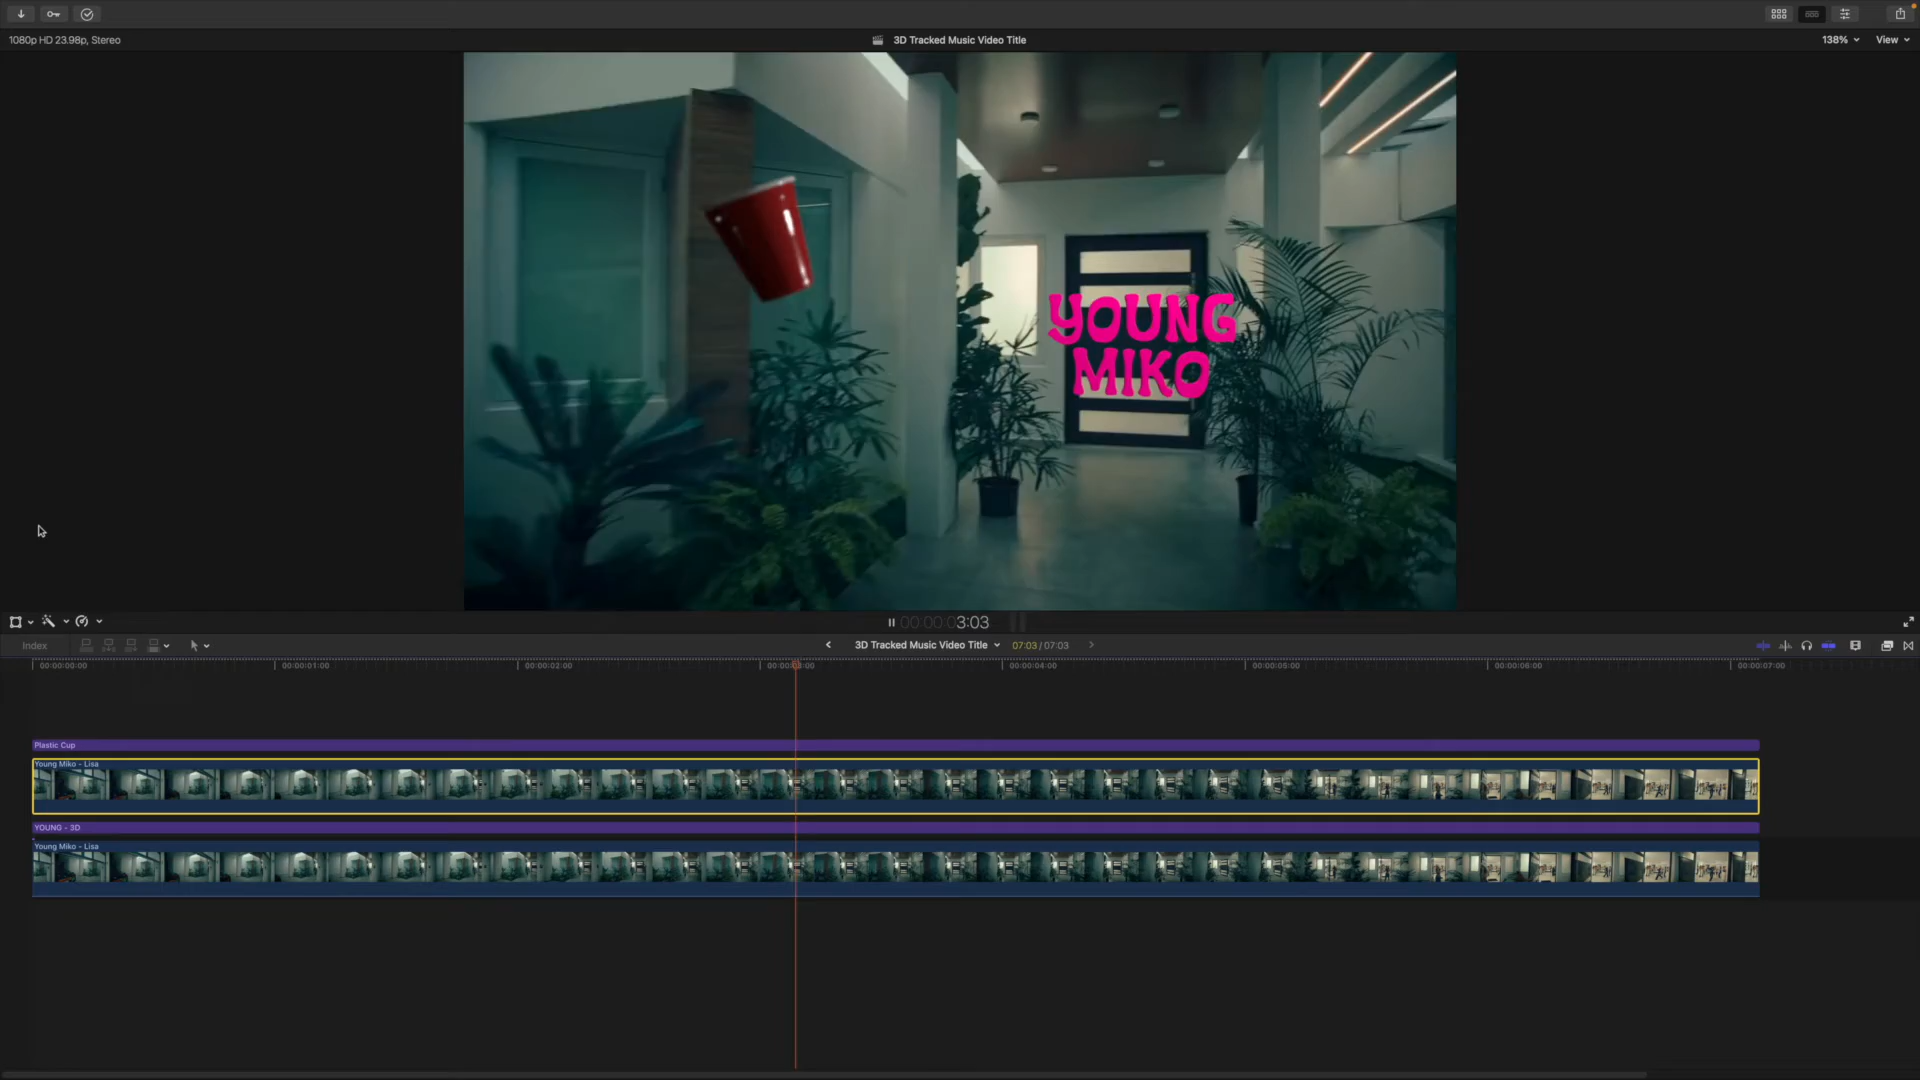 1080p HD 23.98p, Stereo
3D Tracked Music Video Title
138%
View
YOUNG
MIKO
00:00:00:03:03
Index
3D Tracked Music Video Title
07:03 / 07:03
00:00:00:00
00:00:01:00
00:00:02:00
00:00:03:00
00:00:04:00
00:00:05:00
00:00:06:00
00:00:07:00
Plastic Cup
Young Miko - Lisa
YOUNG - 3D
Young Miko - Lisa